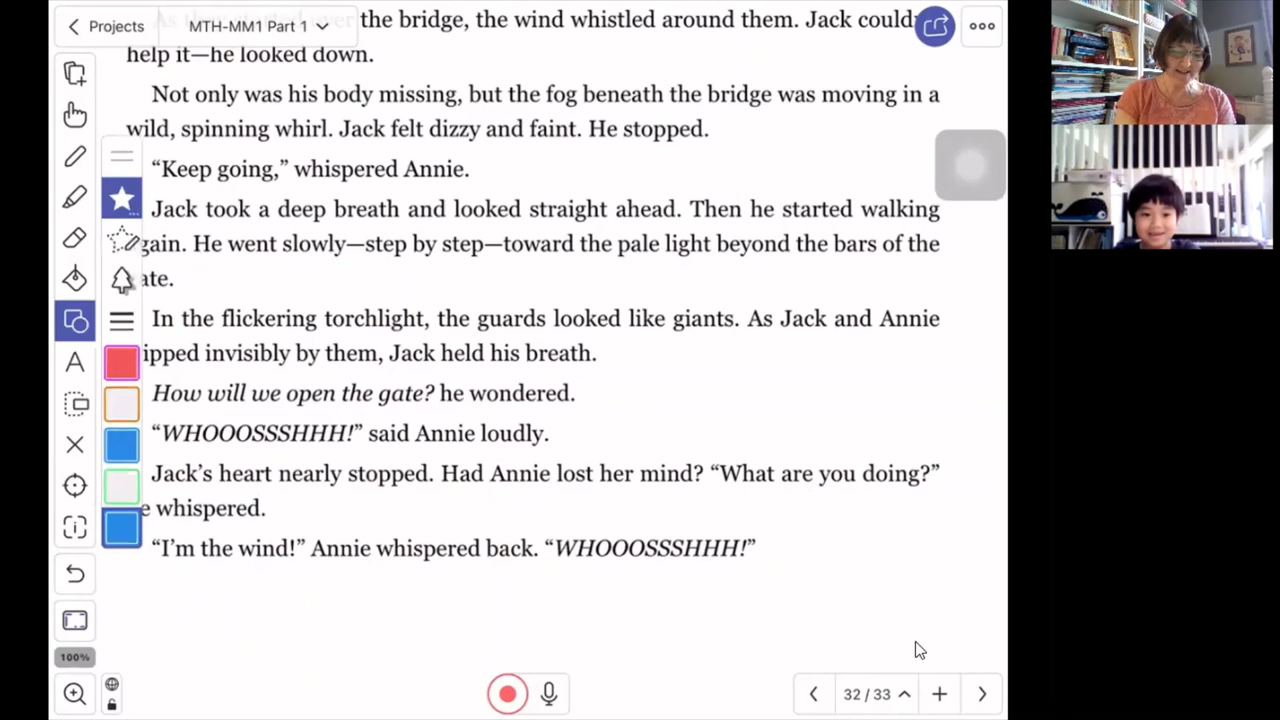 Projects
MTH-MM1 Part 1
over the bridge, the wind whistled around them. Jack could
help it—he looked down.
Not only was his body missing, but the fog beneath the bridge was moving in a
wild, spinning whirl. Jack felt dizzy and faint. He stopped.
“Keep going,” whispered Annie.
Jack took a deep breath and looked straight ahead. Then he started walking
gain. He went slowly—step by step—toward the pale light beyond the bars of the
ate.
In the flickering torchlight, the guards looked like giants. As Jack and Annie
ipped invisibly by them, Jack held his breath.
How will we open the gate? he wondered.
“WHOOOSSSHHH!” said Annie loudly.
Jack’s heart nearly stopped. Had Annie lost her mind? “What are you doing?”
e whispered.
“I’m the wind!” Annie whispered back. “WHOOOSSSHHH!”
100%
32 / 33